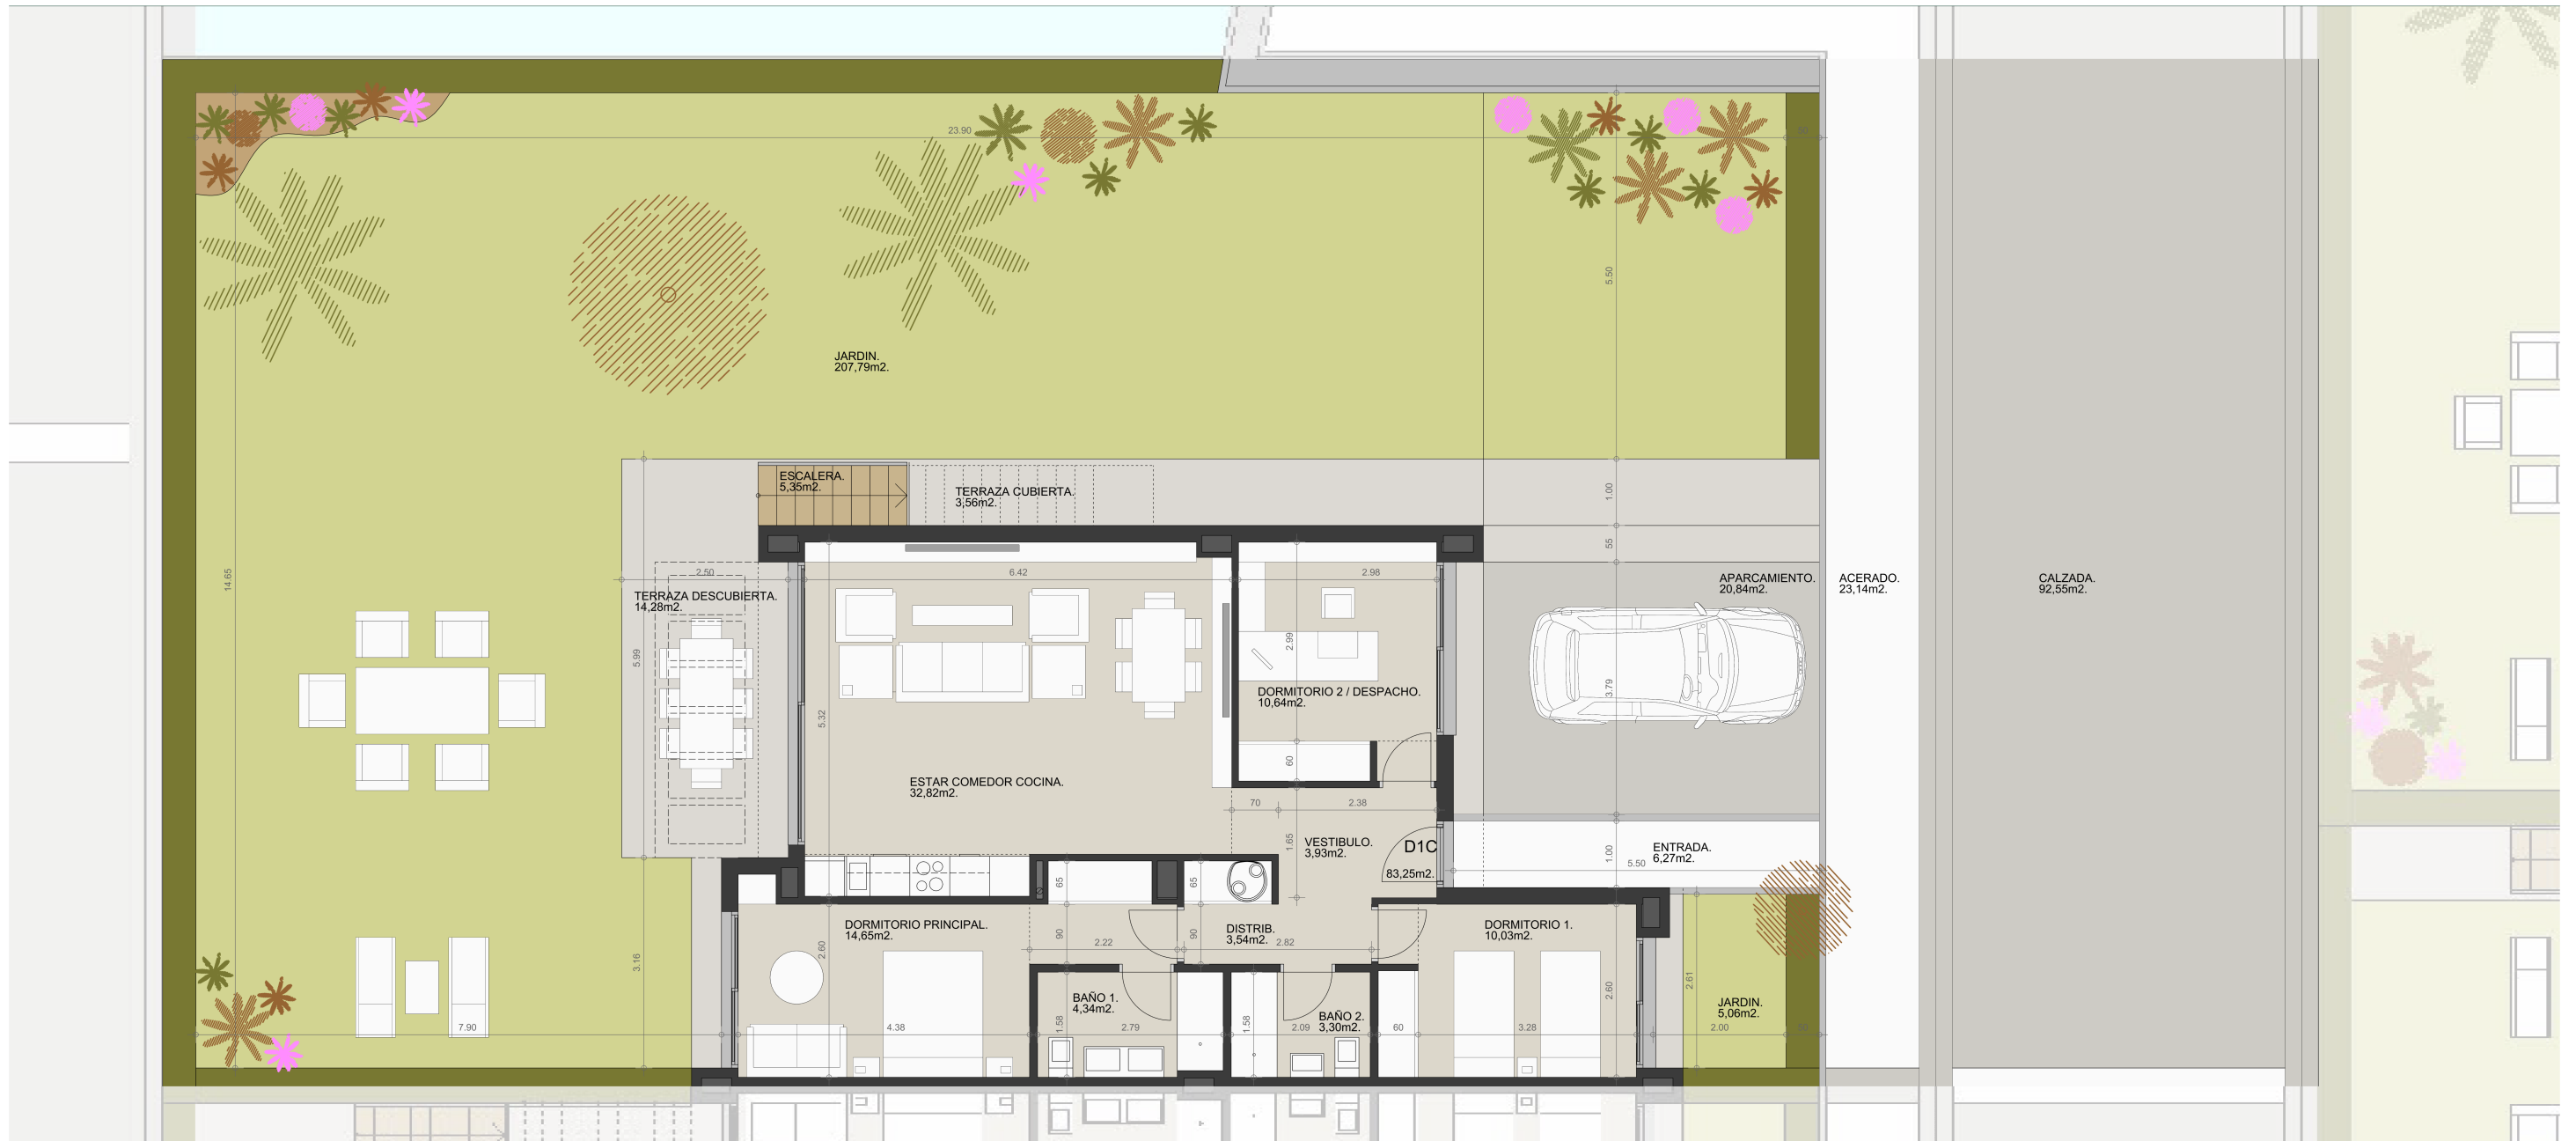 23.90
60
5.50
JARDIN.
207,79m2.
ESCALERA.
5,35m2.
TERRAZA CUBIERTA.
3,56m2.
1.00
55
14.65
2.50
6.42
2.98
TERRAZA DESCUBIERTA.
14,28m2.
APARCAMIENTO.
20,84m2.
ACERADO.
23,14m2.
CALZADA.
92,55m2.
5.99
2.99
5.32
3.79
DORMITORIO 2 / DESPACHO.
10,64m2.
60
ESTAR COMEDOR COCINA.
32,82m2.
70
2.38
1.65
VESTIBULO.
3,93m2.
D1C
83,25m2.
1.00
5.50
ENTRADA.
6,27m2.
65
65
DORMITORIO PRINCIPAL.
14,65m2.
2.60
90
2.22
90
DISTRIB.
3,54m2.
2.82
DORMITORIO 1.
10,03m2.
3.16
2.61
2.60
BAÑO 1.
4,34m2.
JARDIN.
5,06m2.
BAÑO 2.
3,30m2.
7.90
4.38
1.58
2.79
1.58
2.09
60
3.28
2.00